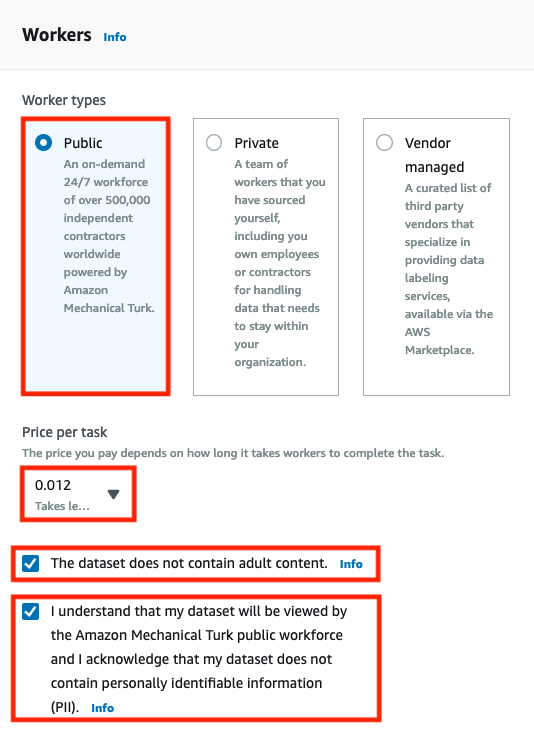 Workers Info
Worker types
Public
An on-demand
24/7 workforce
of over 500,000
independent
contractors
worldwide
powered by
Amazon
Mechanical Turk.
Private
A team of
workers that you
have sourced
yourself,
including you
own employees
or contractors
for handling
data that needs
to stay within
your
organization.
Vendor
managed
A curated list of
third party
vendors that
specialize in
providing data
labeling
services,
available via the
AWS
Marketplace.
Price per task
The price you pay depends on how long it takes workers to complete the task.
0.012
Takes le...
The dataset does not contain adult content. Info
I understand that my dataset will be viewed by
the Amazon Mechanical Turk public workforce
and I acknowledge that my dataset does not
contain personally identifiable information
(PII). Info